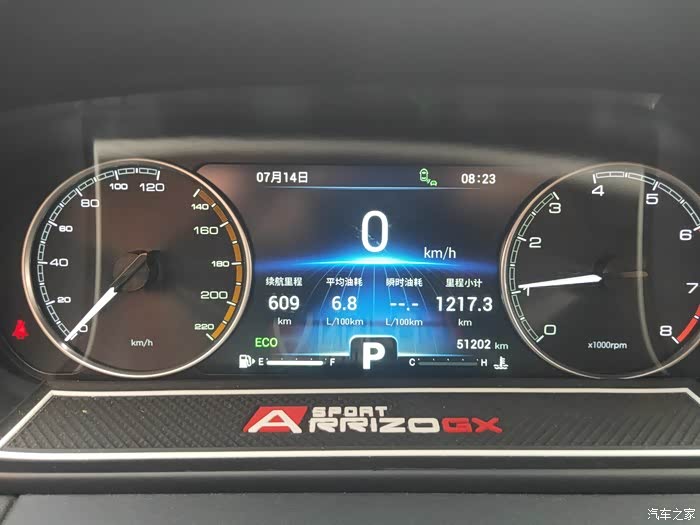 07月14日 08:23
0 km/h
续航里程 平均油耗 瞬时油耗 里程小计
609 6.8 --.- 1217.3
km L/100km L/100km km
ECO P 51202 km
E F C H
0 20 40 60 80 100 120 140 160 180 200 220
km/h
0 1 2 3 4 5 6 7 8
x1000rpm
SPORT
ARRIZO GX
汽车之家